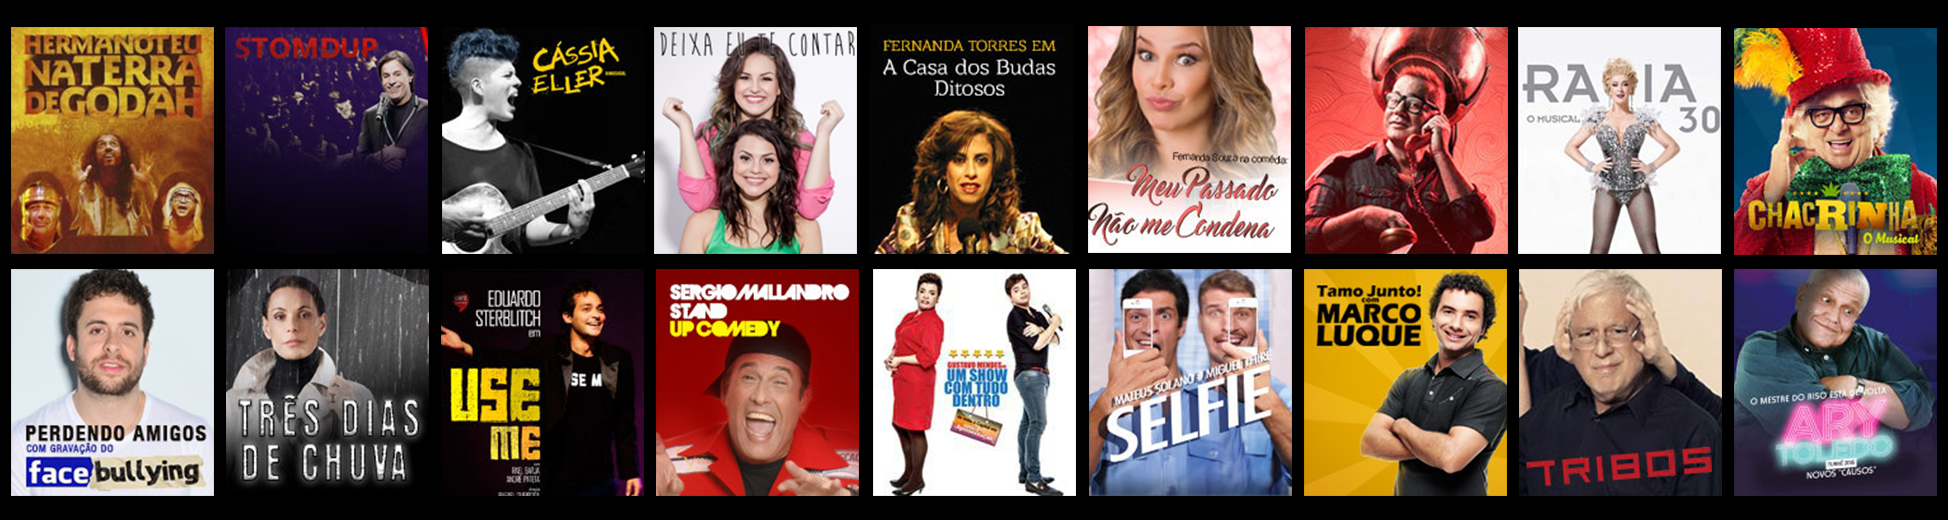 HERMANOTEU
NATERRA
DEGODAH
STOMDUP
CÁSSIA
ELLER
O MUSICAL
DEIXA EU TE CONTAR
FERNANDA TORRES EM
A Casa dos Budas
Ditosos
Fernanda Souza na comédia:
Meu Passado
Não me Condena
RAIA
O MUSICAL
30
CHACRINHA
O Musical
PERDENDO AMIGOS
COM GRAVAÇÃO DO
facebullying
TRÊS DIAS
DE CHUVA
EDUARDO
STERBLITCH
em
USE
ME
SE M
SERGIO MALLANDRO
STAND
UP COMEDY
GUSTAVO MENDES
UM SHOW
COM TUDO
DENTRO
MATEUS SOLANO e MIGUEL THIRÉ
SELFIE
Tamo Junto!
com
MARCO
LUQUE
TRIBOS
O MESTRE DO RISO ESTÁ DE VOLTA
ARY
TOLEDO
NOVOS "CAUSOS"